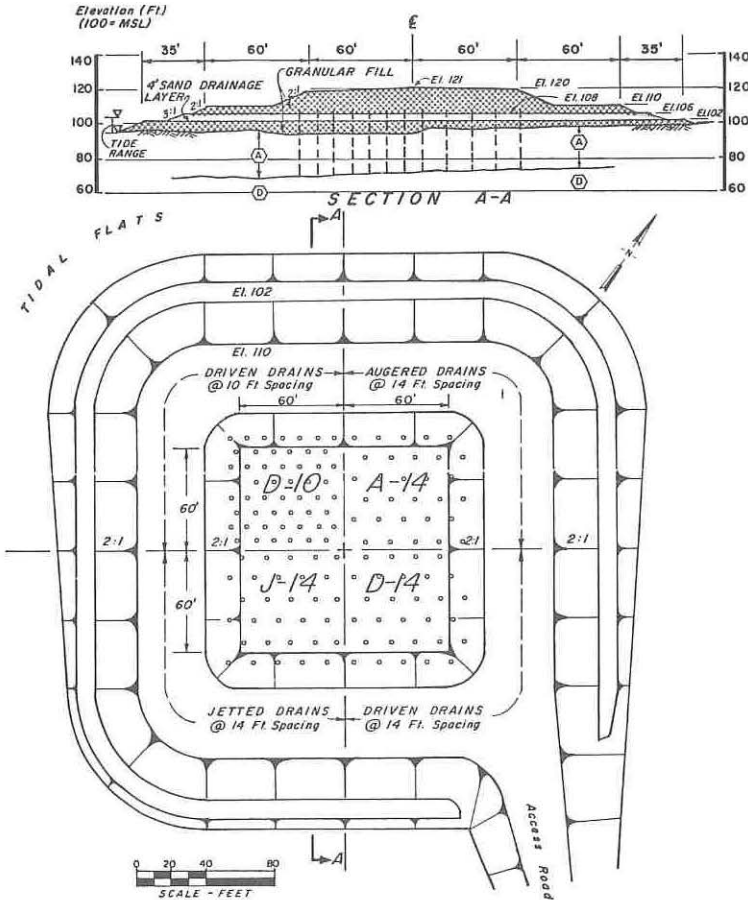 Elevation (Ft.)
(100 = MSL)
℄
35' 60' 60' 60' 60' 35'
140 140
4' SAND DRAINAGE
LAYER
GRANULAR FILL
2:1
2:1
3:1
El. 121
El. 120
El. 108
El. 110
El. 106
El. 102
120 120
100 100
80 80
60 60
TIDE
RANGE
A A
D D
SECTION A-A
A
TIDAL FLATS
N
El. 102
El. 110
DRIVEN DRAINS
@ 10 Ft. Spacing
AUGERED DRAINS
@ 14 Ft. Spacing
60' 60'
D-10 A-14
60'
2:1 2:1 2:1 2:1
J-14 D-14
60'
JETTED DRAINS
@ 14 Ft. Spacing
DRIVEN DRAINS
@ 14 Ft. Spacing
Access Road
A
0 10 20 40 80
SCALE - FEET